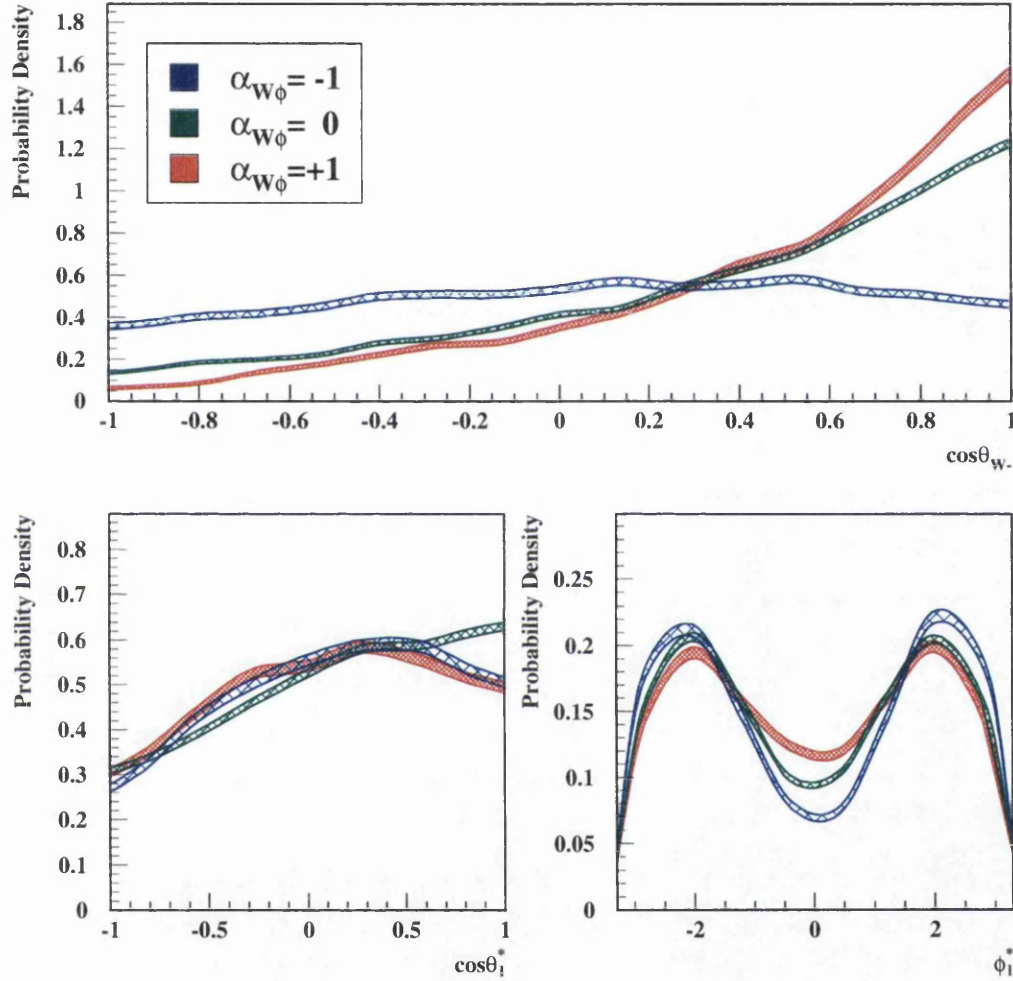 Probability Density
1.8
1.6
1.4
1.2
1
0.8
0.6
0.4
0.2
0
α_Wϕ= -1
α_Wϕ= 0
α_Wϕ=+1
-1 -0.8 -0.6 -0.4 -0.2 0 0.2 0.4 0.6 0.8 1
cosθ_W-
Probability Density
0.8
0.7
0.6
0.5
0.4
0.3
0.2
0.1
0
-1 -0.5 0 0.5 1
cosθ_l^*
Probability Density
0.25
0.2
0.15
0.1
0.05
0
-2 0 2
ϕ_l^*